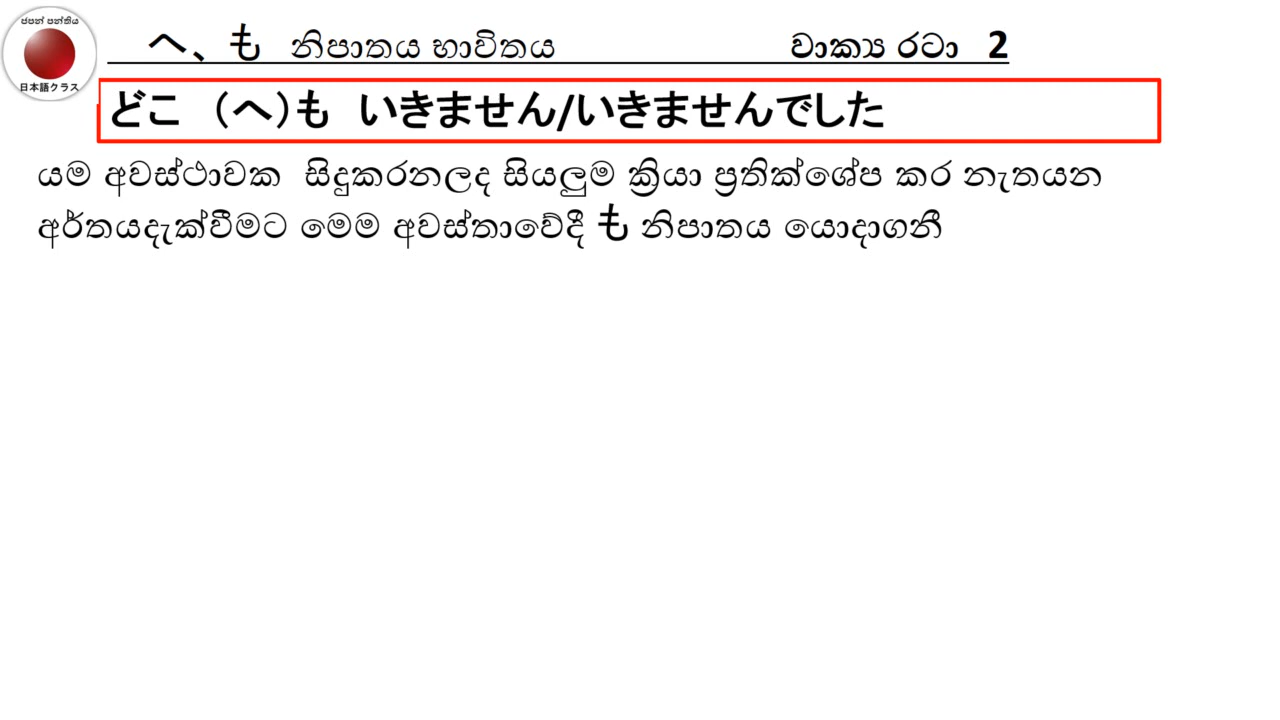 ජපන් පන්තිය
日本語クラス
へ、も නිපාතය භාවිතය වාක්‍ය රටා 2
どこ （へ）も いきません/いきませんでした
යම අවස්ථාවක සිදුකරනලද සියලුම ක්‍රියා ප්‍රතික්ශේප කර නැතයන
අර්තයදැක්වීමට මෙම අවස්තාවේදී も නිපාතය යොදාගනී